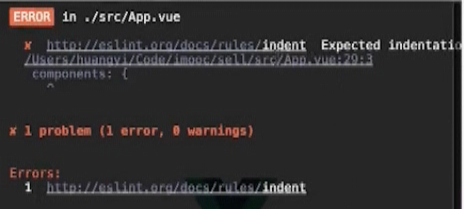 ERROR in ./src/App.vue
✘ http://eslint.org/docs/rules/indent Expected indentatio
/Users/huangyi/Code/imooc/sell/src/App.vue:29:3
components: {
^
✘ 1 problem (1 error, 0 warnings)
Errors:
1 http://eslint.org/docs/rules/indent